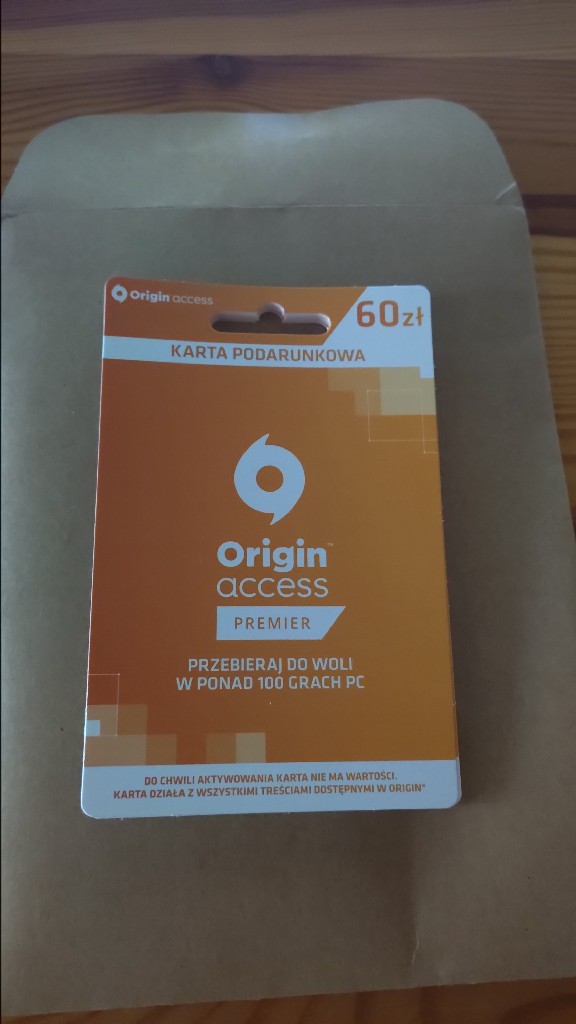 Origin access
60zł
KARTA PODARUNKOWA
Origin™
access
PREMIER
PRZEBIERAJ DO WOLI
W PONAD 100 GRACH PC
DO CHWILI AKTYWOWANIA KARTA NIE MA WARTOŚCI.
KARTA DZIAŁA Z WSZYSTKIMI TREŚCIAMI DOSTĘPNYMI W ORIGIN*